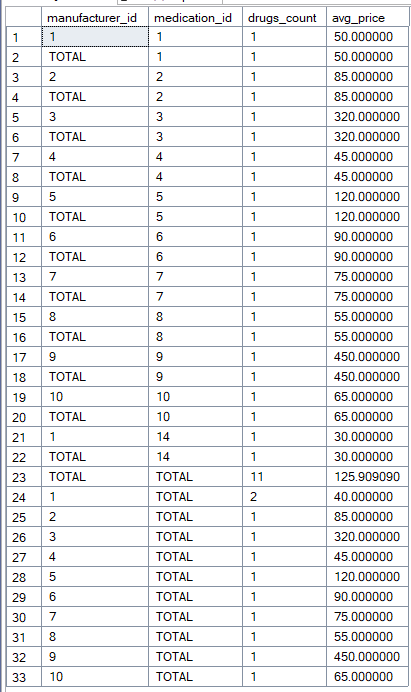 manufacturer_id medication_id drugs_count avg_price
1 1 1 1 50.000000
2 TOTAL 1 1 50.000000
3 2 2 1 85.000000
4 TOTAL 2 1 85.000000
5 3 3 1 320.000000
6 TOTAL 3 1 320.000000
7 4 4 1 45.000000
8 TOTAL 4 1 45.000000
9 5 5 1 120.000000
10 TOTAL 5 1 120.000000
11 6 6 1 90.000000
12 TOTAL 6 1 90.000000
13 7 7 1 75.000000
14 TOTAL 7 1 75.000000
15 8 8 1 55.000000
16 TOTAL 8 1 55.000000
17 9 9 1 450.000000
18 TOTAL 9 1 450.000000
19 10 10 1 65.000000
20 TOTAL 10 1 65.000000
21 1 14 1 30.000000
22 TOTAL 14 1 30.000000
23 TOTAL TOTAL 11 125.909090
24 1 TOTAL 2 40.000000
25 2 TOTAL 1 85.000000
26 3 TOTAL 1 320.000000
27 4 TOTAL 1 45.000000
28 5 TOTAL 1 120.000000
29 6 TOTAL 1 90.000000
30 7 TOTAL 1 75.000000
31 8 TOTAL 1 55.000000
32 9 TOTAL 1 450.000000
33 10 TOTAL 1 65.000000